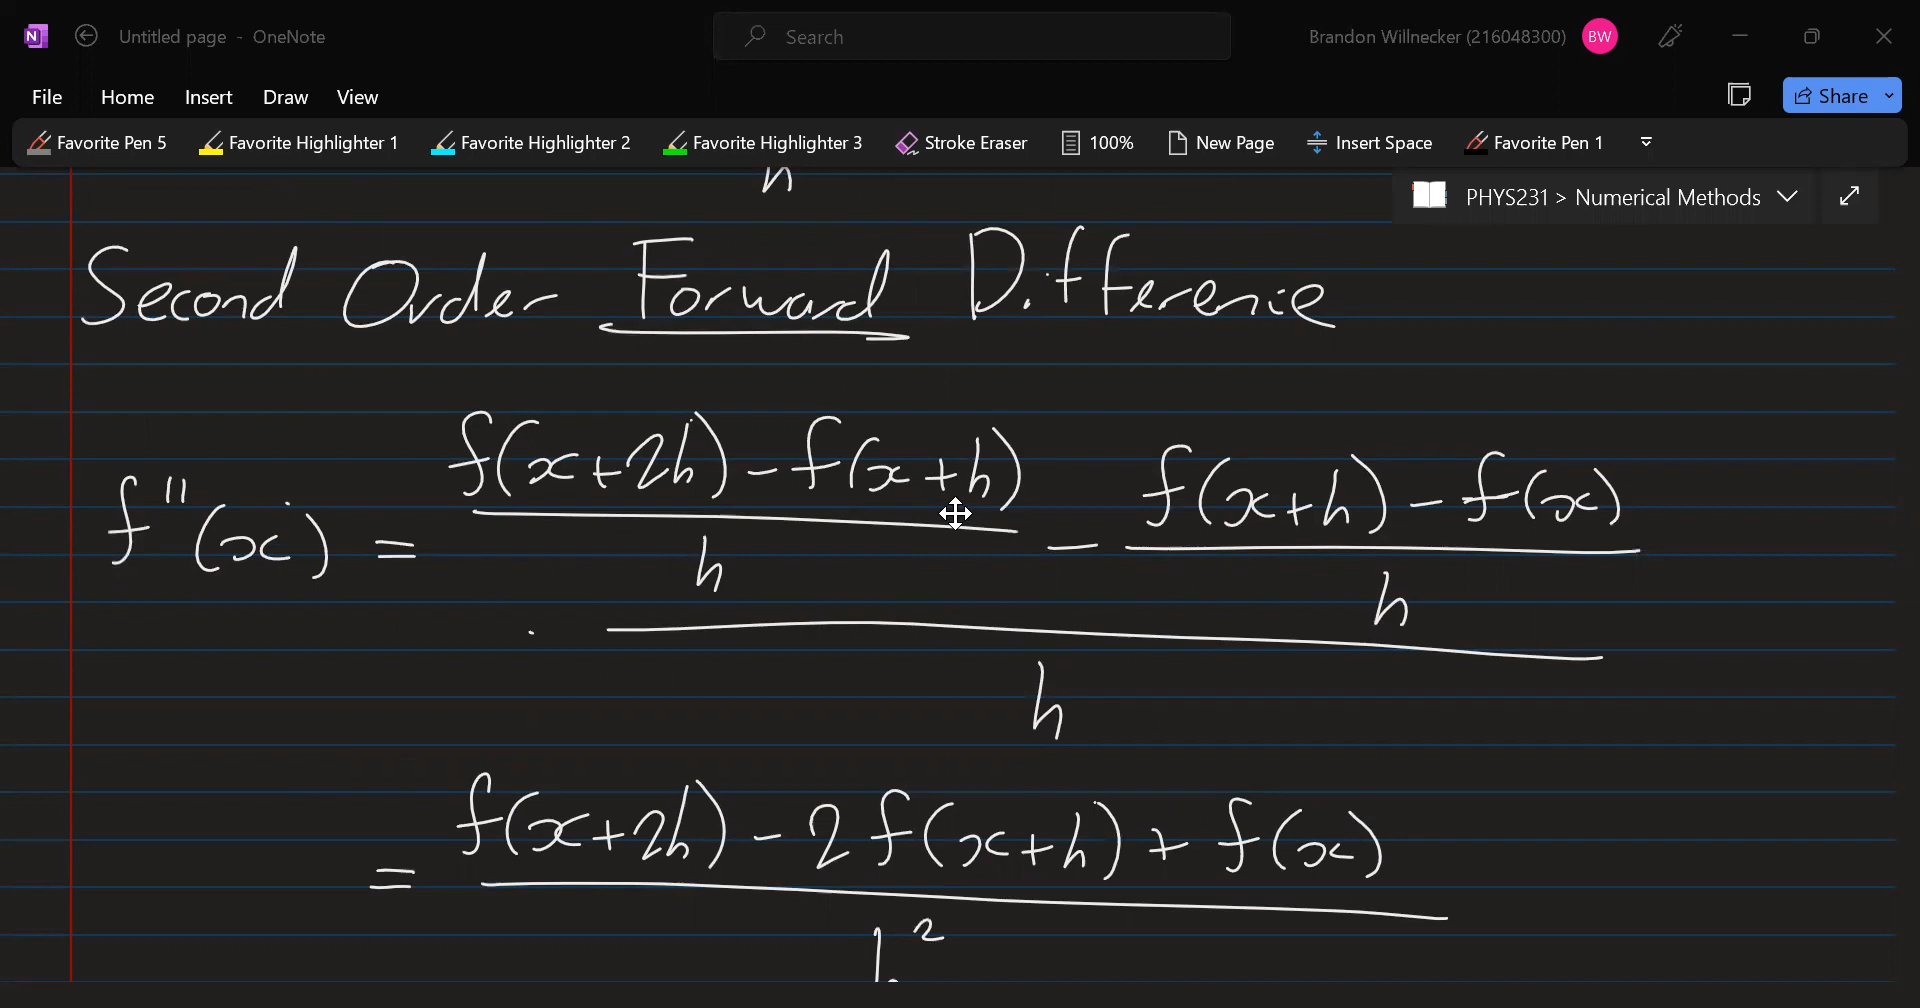 Untitled page - OneNote
Search
Brandon Willnecker (216048300)
BW
File Home Insert Draw View
Share
Favorite Pen 5 Favorite Highlighter 1 Favorite Highlighter 2 Favorite Highlighter 3 Stroke Eraser 100% New Page Insert Space Favorite Pen 1
h
PHYS231 > Numerical Methods
Second Order Forward Difference
f(x+2h) - f(x+h) f(x+h) - f(x)
f''(x) = -
h h
h
f(x+2h) - 2f(x+h) + f(x)
=
h²